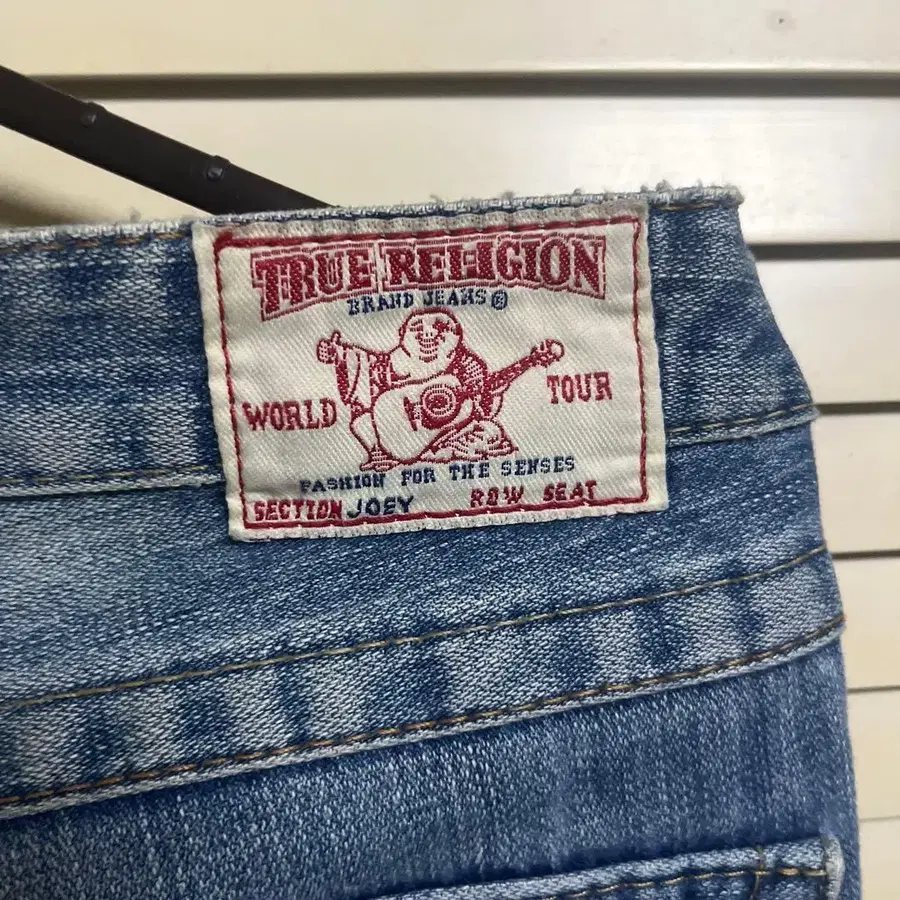 TRUE RELIGION
BRAND JEANS®
WORLD TOUR
FASHION FOR THE SENSES
SECTION JOEY ROW SEAT